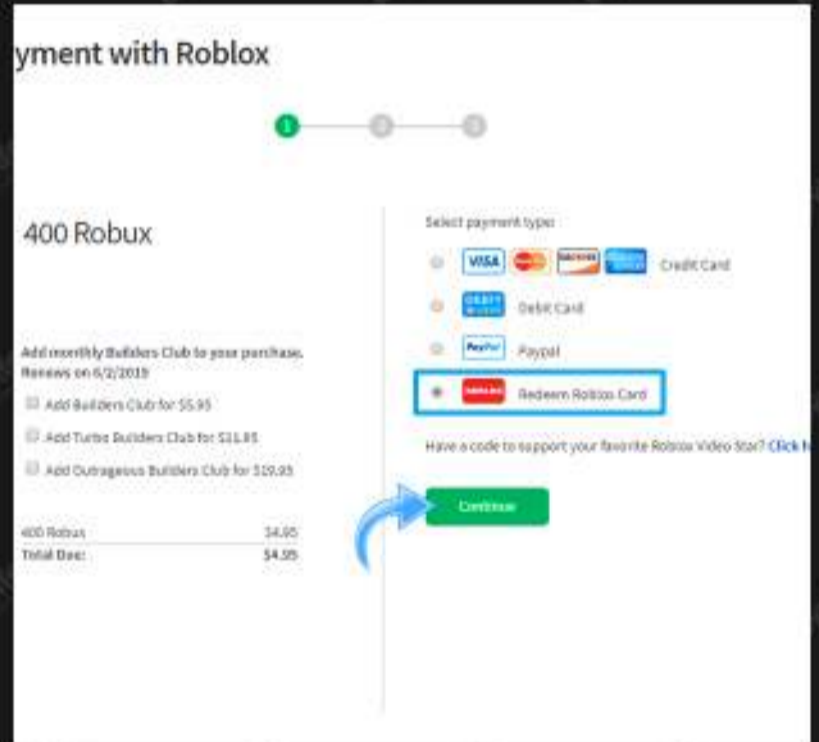 yment with Roblox
1
2
3
400 Robux
Add monthly Builders Club to your purchase.
Renews on 6/2/2019
Add Builders Club for $5.95
Add Turbo Builders Club for $11.95
Add Outrageous Builders Club for $19.95
400 Robux $4.95
Total Due: $4.95
Select payment type:
VISA Credit Card
DEBIT Debit Card
PayPal Paypal
Redeem Roblox Card
Have a code to support your favorite Roblox Video Star? Click h
Continue